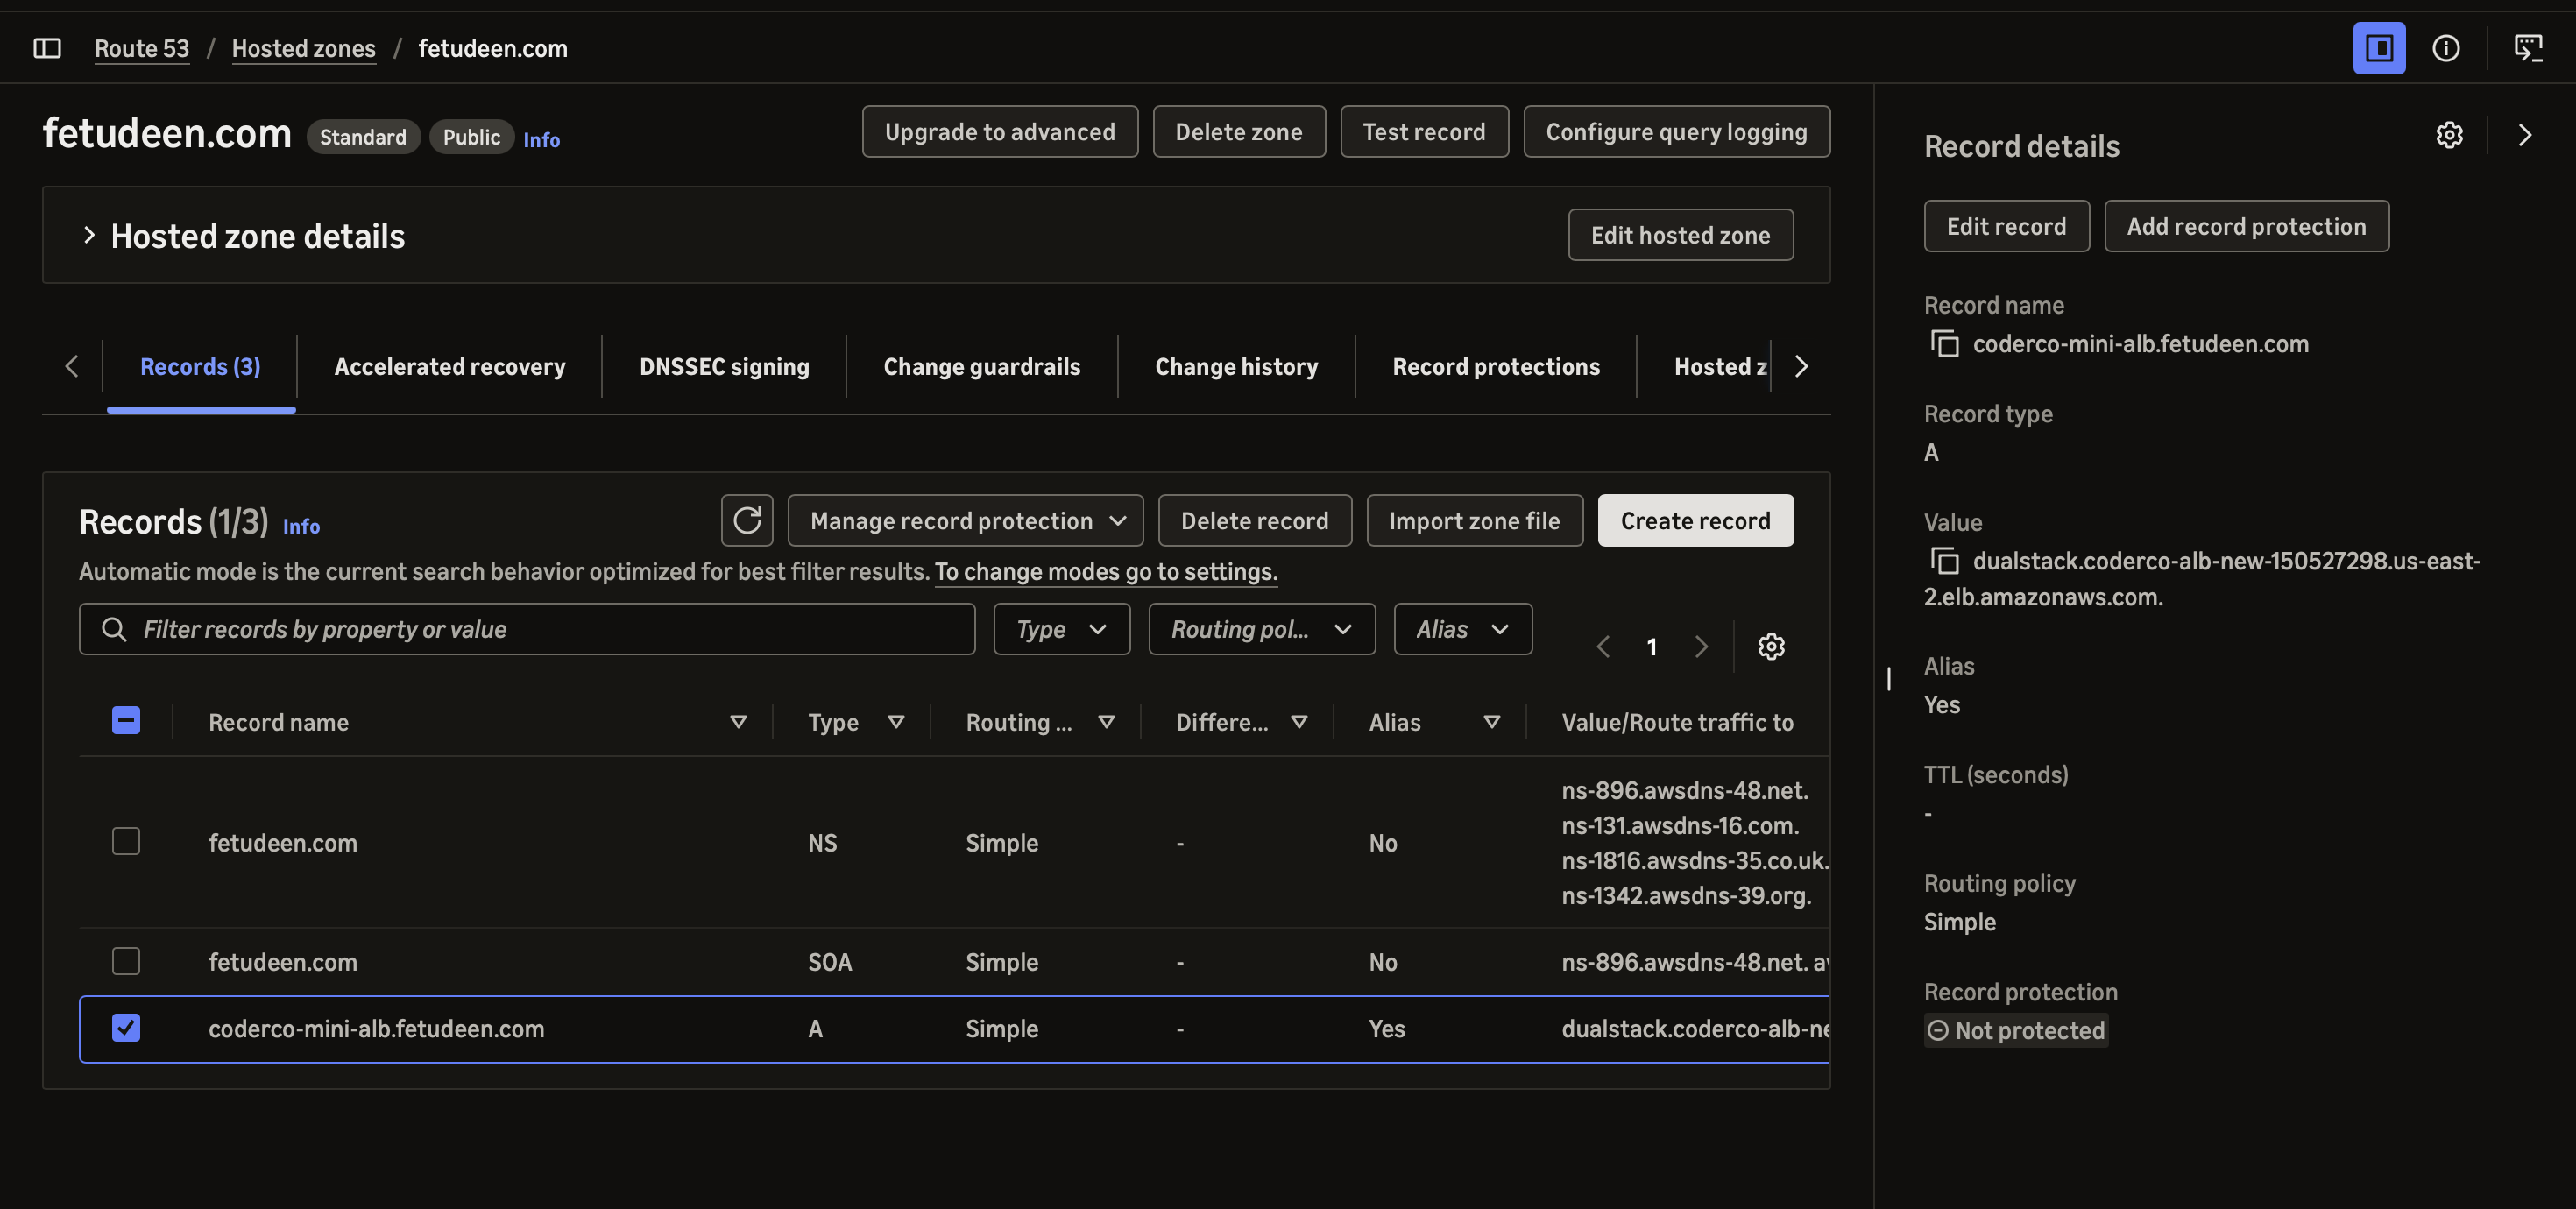 Route 53 / Hosted zones / fetudeen.com
fetudeen.com Standard Public Info
Upgrade to advanced Delete zone Test record Configure query logging
Hosted zone details Edit hosted zone
Records (3) Accelerated recovery DNSSEC signing Change guardrails Change history Record protections Hosted z
Records (1/3) Info
Manage record protection Delete record Import zone file Create record
Automatic mode is the current search behavior optimized for best filter results. To change modes go to settings.
Filter records by property or value Type Routing pol... Alias 1
Record name Type Routing ... Differe... Alias Value/Route traffic to
fetudeen.com NS Simple - No
ns-896.awsdns-48.net.
ns-131.awsdns-16.com.
ns-1816.awsdns-35.co.uk.
ns-1342.awsdns-39.org.
fetudeen.com SOA Simple - No ns-896.awsdns-48.net. a
coderco-mini-alb.fetudeen.com A Simple - Yes dualstack.coderco-alb-ne
Record details
Edit record Add record protection
Record name
coderco-mini-alb.fetudeen.com
Record type
A
Value
dualstack.coderco-alb-new-150527298.us-east-
2.elb.amazonaws.com.
Alias
Yes
TTL (seconds)
-
Routing policy
Simple
Record protection
Not protected